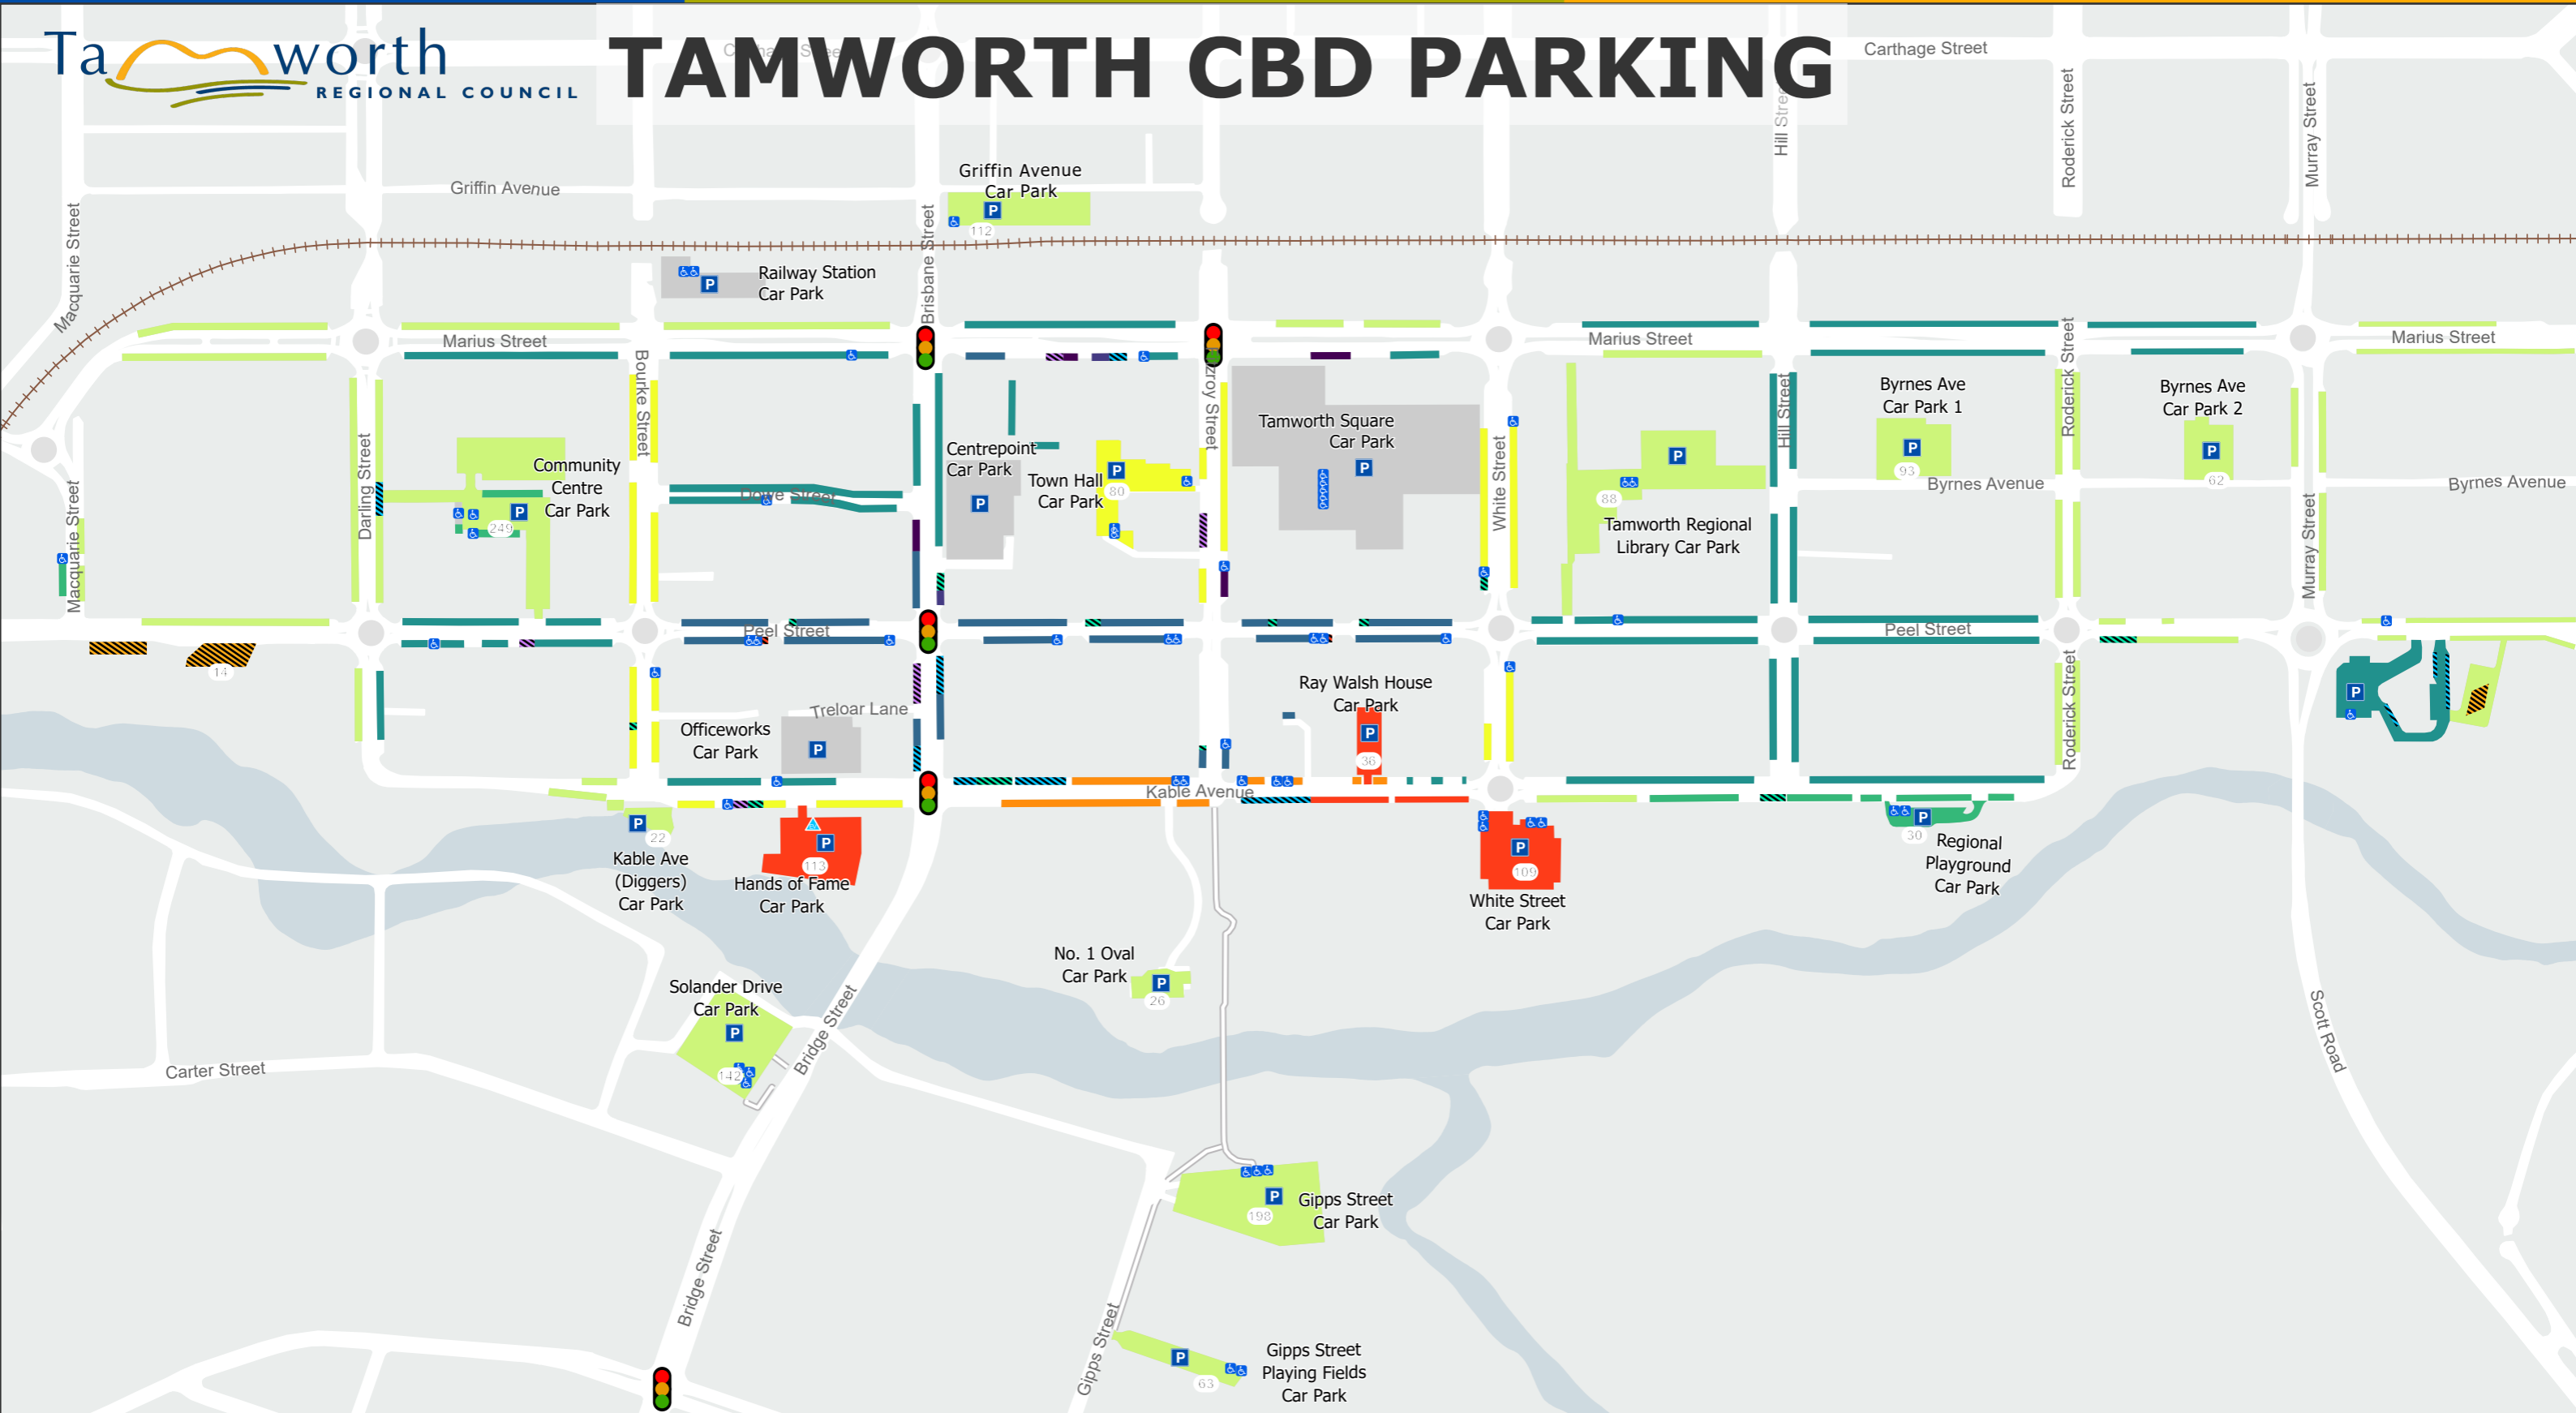 Tamworth
REGIONAL COUNCIL
TAMWORTH CBD PARKING
Carthage Street
Carthage Street
Hill Street
Roderick Street
Murray Street
Griffin Avenue
Griffin Avenue
Car Park
P
112
Macquarie Street
Brisbane Street
Railway Station
Car Park
P
Marius Street
Marius Street
Marius Street
Bourke Street
Darling Street
Community
Centre
Car Park
P
249
Dowe Street
Centrepoint
Car Park
P
Town Hall
Car Park
P
80
zroy Street
Tamworth Square
Car Park
P
White Street
P
88
Tamworth Regional
Library Car Park
Hill Street
Byrnes Ave
Car Park 1
P
93
Byrnes Avenue
Roderick Street
Byrnes Ave
Car Park 2
P
62
Byrnes Avenue
Murray Street
Macquarie Street
14
Peel Street
Peel Street
Treloar Lane
Officeworks
Car Park
P
Ray Walsh House
Car Park
P
36
Roderick Street
P
Kable Avenue
P
22
Kable Ave
(Diggers)
Car Park
P
113
Hands of Fame
Car Park
P
109
White Street
Car Park
P
30
Regional
Playground
Car Park
No. 1 Oval
Car Park
P
26
Solander Drive
Car Park
P
142
Bridge Street
Carter Street
Scott Road
P
198
Gipps Street
Car Park
Bridge Street
Gipps Street
P
63
Gipps Street
Playing Fields
Car Park